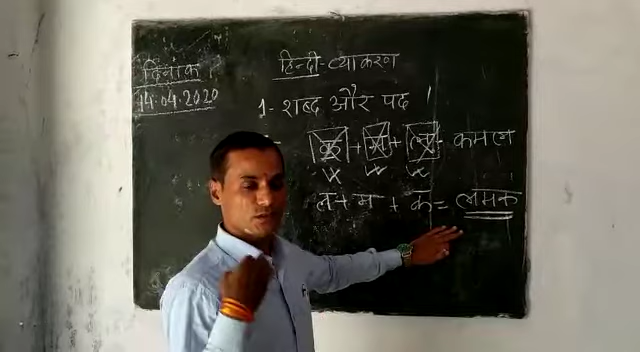 हिन्दी-व्याकरण
दिनांक
14.04.2020
1- शब्द और पद ।
क + म + ल = कमल
ल + म + क = लमक